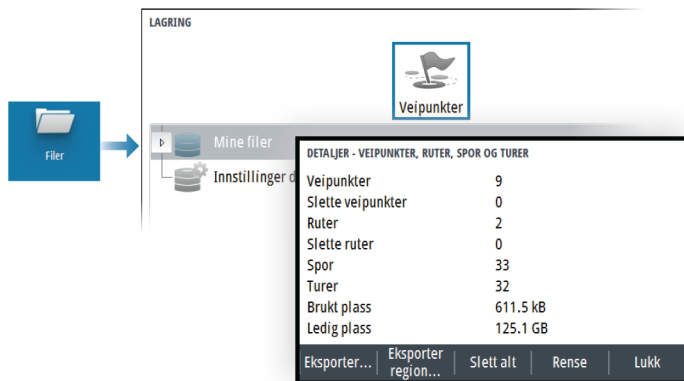 LAGRING
Veipunkter
Filer
Mine filer
Innstillinger d
DETALJER - VEIPUNKTER, RUTER, SPOR OG TURER
Veipunkter 9
Slette veipunkter 0
Ruter 2
Slette ruter 0
Spor 33
Turer 32
Brukt plass 611.5 kB
Ledig plass 125.1 GB
Eksporter... Eksporter region... Slett alt Rense Lukk